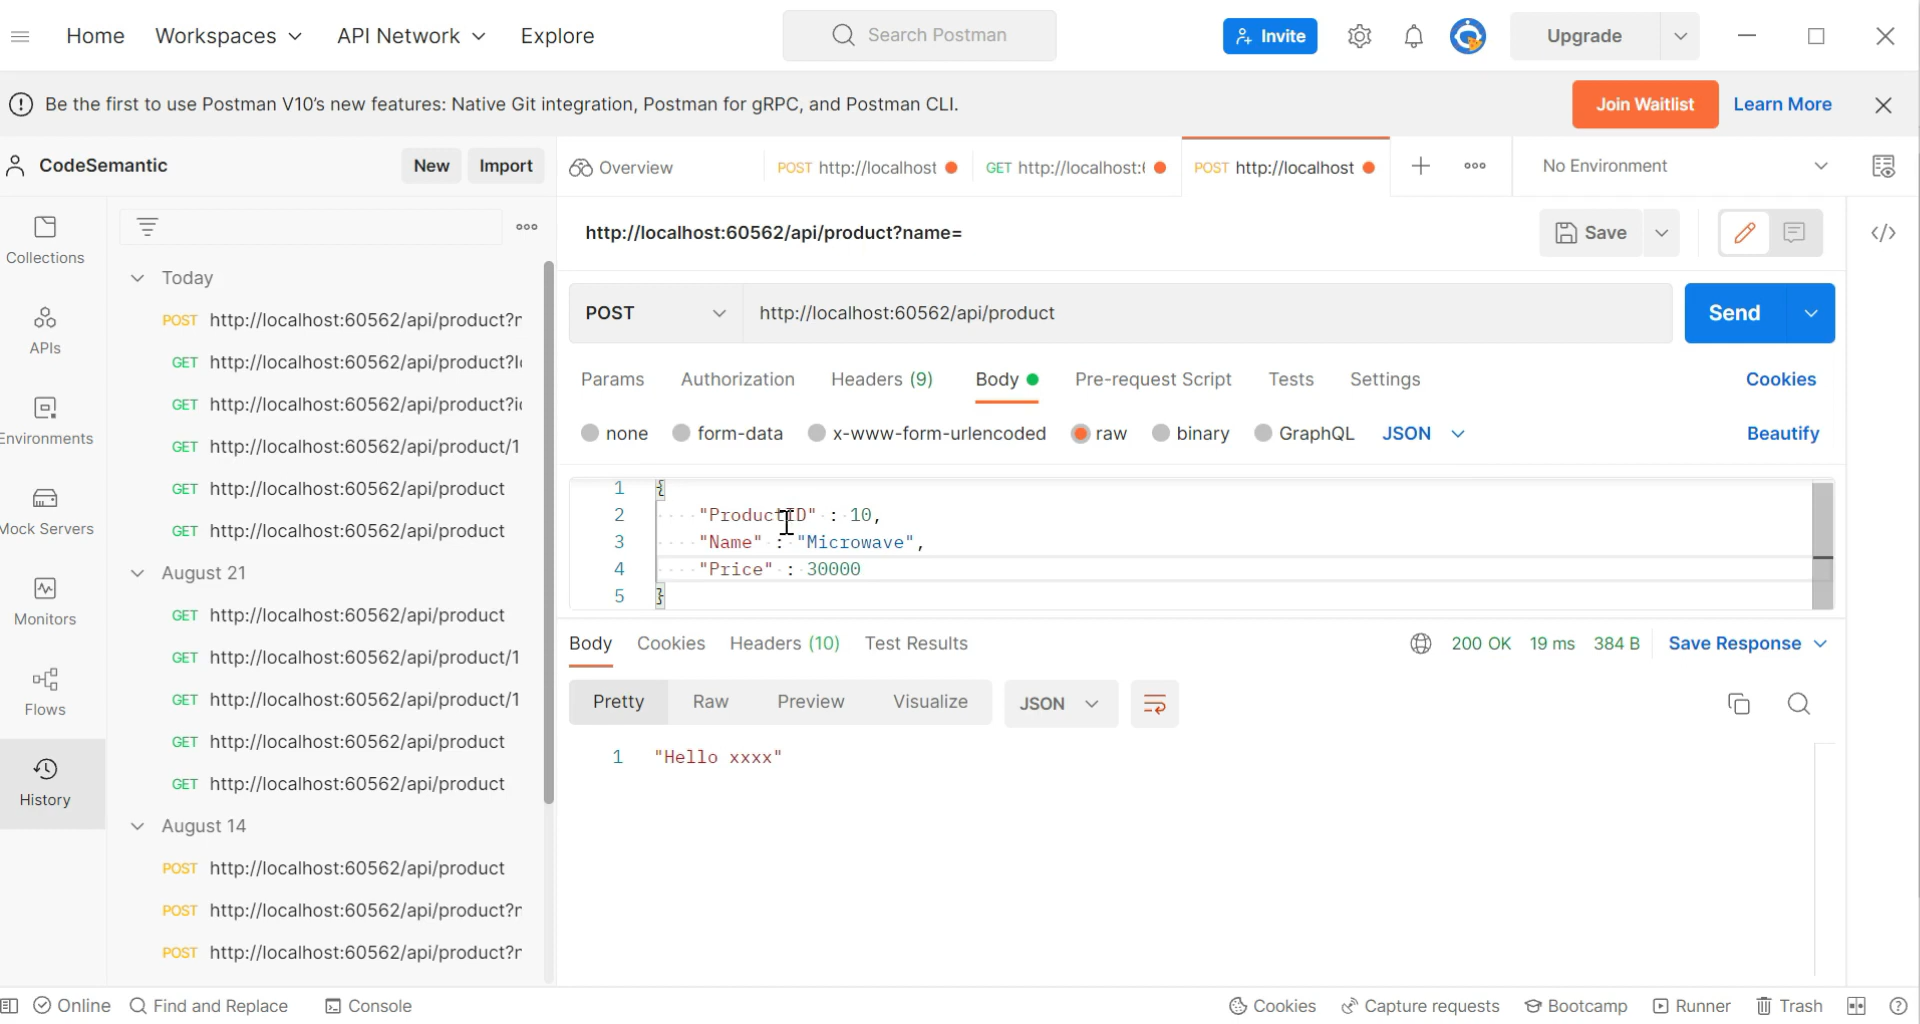 Home Workspaces API Network Explore Search Postman Invite Upgrade
Be the first to use Postman V10's new features: Native Git integration, Postman for gRPC, and Postman CLI. Join Waitlist Learn More
CodeSemantic New Import Overview POST http://localhost GET http://localhost: POST http://localhost No Environment
http://localhost:60562/api/product?name= Save
Collections
APIs
Environments
Mock Servers
Monitors
Flows
History
Today
POST http://localhost:60562/api/product?n
GET http://localhost:60562/api/product?I
GET http://localhost:60562/api/product?i
GET http://localhost:60562/api/product/1
GET http://localhost:60562/api/product
GET http://localhost:60562/api/product
August 21
GET http://localhost:60562/api/product
GET http://localhost:60562/api/product/1
GET http://localhost:60562/api/product/1
GET http://localhost:60562/api/product
GET http://localhost:60562/api/product
August 14
POST http://localhost:60562/api/product
POST http://localhost:60562/api/product?n
POST http://localhost:60562/api/product?n
POST http://localhost:60562/api/product Send
Params Authorization Headers (9) Body Pre-request Script Tests Settings Cookies
none form-data x-www-form-urlencoded raw binary GraphQL JSON Beautify
1 {
2 "ProductID" : 10,
3 "Name" : "Microwave",
4 "Price" : 30000
5 }
Body Cookies Headers (10) Test Results 200 OK 19 ms 384 B Save Response
Pretty Raw Preview Visualize JSON
1 "Hello xxxx"
Online Find and Replace Console Cookies Capture requests Bootcamp Runner Trash